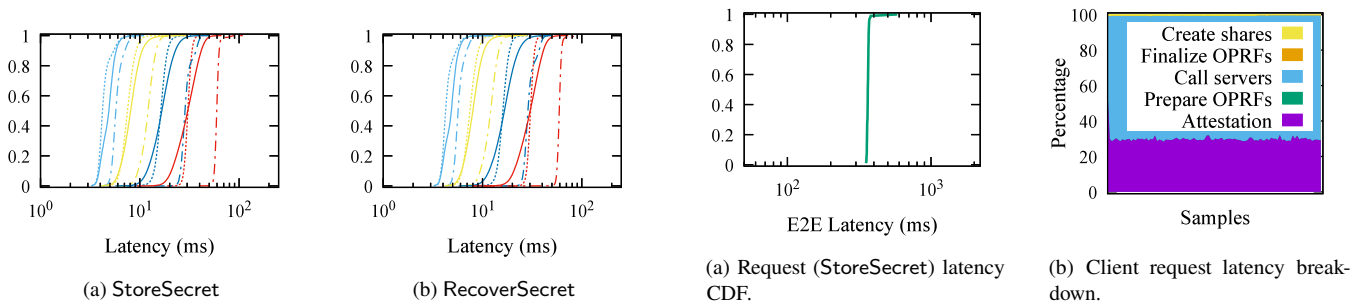 1
0.8
0.6
0.4
0.2
0
10^0
10^1
10^2
Latency (ms)
(a) StoreSecret
1
0.8
0.6
0.4
0.2
0
10^0
10^1
10^2
Latency (ms)
(b) RecoverSecret
1
0.8
0.6
0.4
0.2
0
10^2
10^3
E2E Latency (ms)
(a) Request (StoreSecret) latency
CDF.
Percentage
100
80
60
40
20
0
Create shares
Finalize OPRFs
Call servers
Prepare OPRFs
Attestation
Samples
(b) Client request latency break-
down.